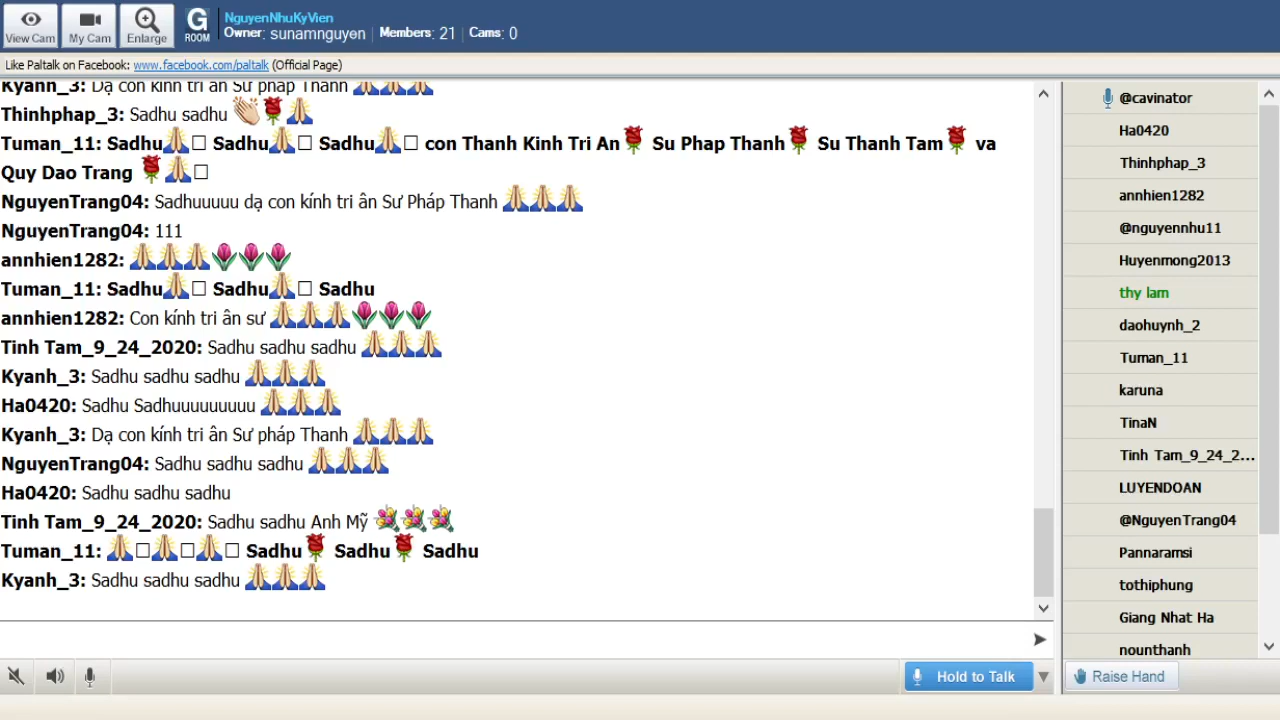 View Cam
My Cam
Enlarge
G
ROOM
NguyenNhuKyVien
Owner: sunamnguyen | Members: 21 | Cams: 0
Like Paltalk on Facebook: www.facebook.com/paltalk (Official Page)
Kyanh_3: Dạ con kính tri ân Sư pháp Thanh 🙏🙏🙏
Thinhphap_3: Sadhu sadhu 👏🌹🙏
Tuman_11: Sadhu🙏□ Sadhu🙏□ Sadhu🙏□ con Thanh Kinh Tri An🌹 Su Phap Thanh🌹 Su Thanh Tam🌹 va
Quy Dao Trang 🌹🙏□
NguyenTrang04: Sadhuuuuu dạ con kính tri ân Sư Pháp Thanh 🙏🙏🙏
NguyenTrang04: 111
annhien1282: 🙏🙏🙏🌷🌷🌷
Tuman_11: Sadhu🙏□ Sadhu🙏□ Sadhu
annhien1282: Con kính tri ân sư 🙏🙏🙏🌷🌷🌷
Tinh Tam_9_24_2020: Sadhu sadhu sadhu 🙏🙏🙏
Kyanh_3: Sadhu sadhu sadhu 🙏🙏🙏
Ha0420: Sadhu Sadhuuuuuuuuu 🙏🙏🙏
Kyanh_3: Dạ con kính tri ân Sư pháp Thanh 🙏🙏🙏
NguyenTrang04: Sadhu sadhu sadhu 🙏🙏🙏
Ha0420: Sadhu sadhu sadhu
Tinh Tam_9_24_2020: Sadhu sadhu Anh Mỹ 💐💐💐
Tuman_11: 🙏□🙏□🙏□ Sadhu🌹 Sadhu🌹 Sadhu
Kyanh_3: Sadhu sadhu sadhu 🙏🙏🙏
Hold to Talk
@cavinator
Ha0420
Thinhphap_3
annhien1282
@nguyennhu11
Huyenmong2013
thy lam
daohuynh_2
Tuman_11
karuna
TinaN
Tinh Tam_9_24_2...
LUYENDOAN
@NguyenTrang04
Pannaramsi
tothiphung
Giang Nhat Ha
nounthanh
Raise Hand